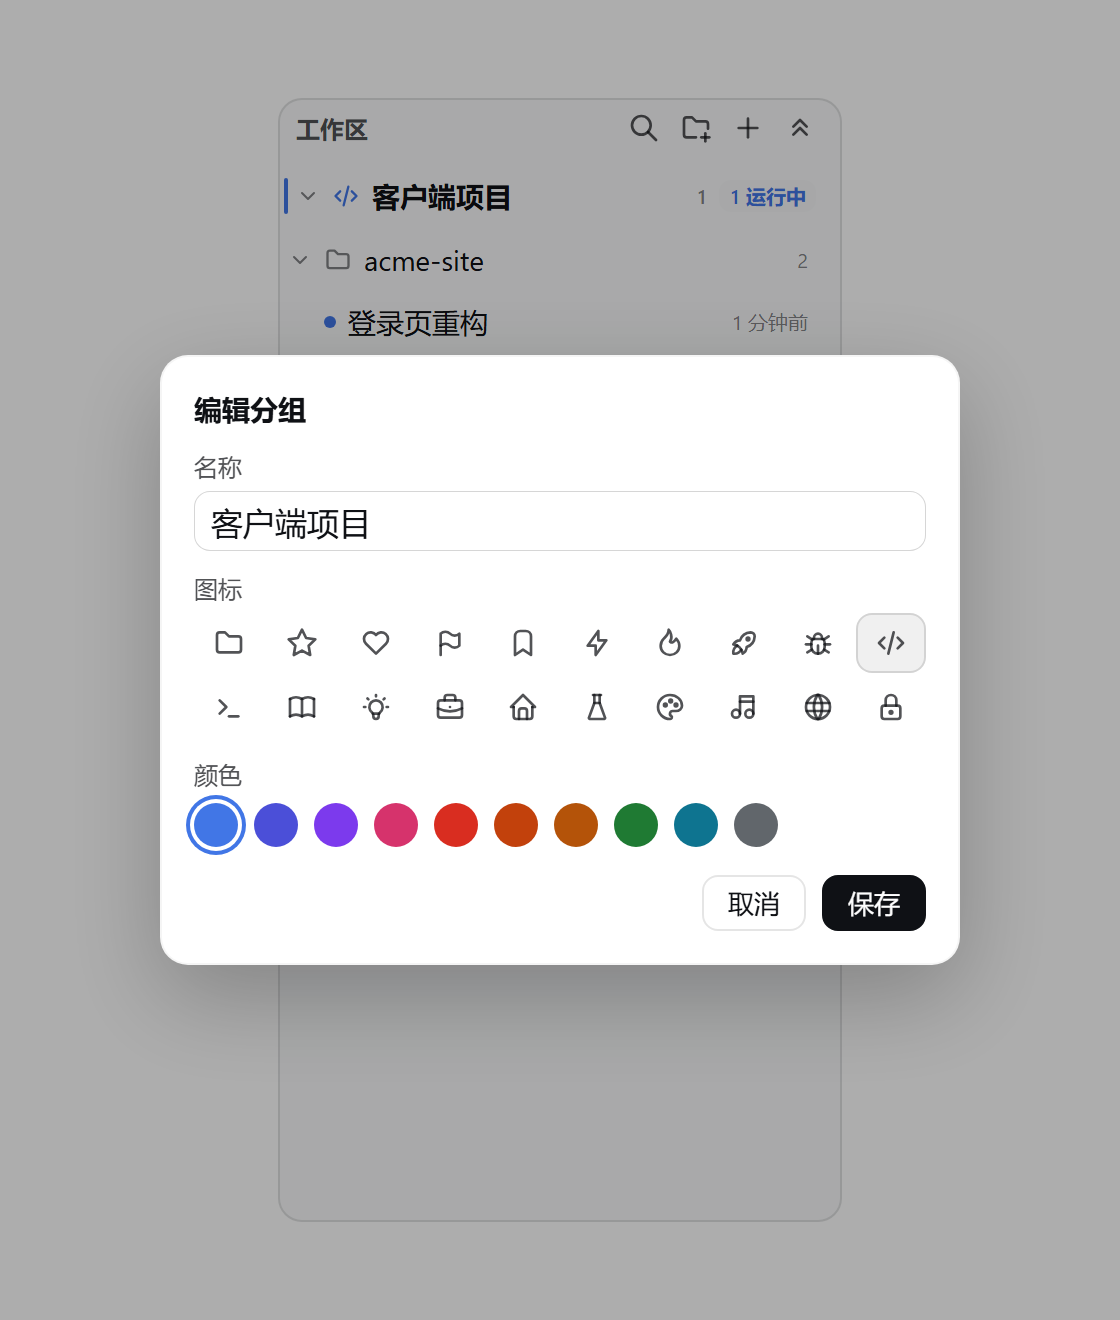 工作区
客户端项目 1 1 运行中
acme-site 2
登录页重构 1 分钟前
编辑分组
名称
客户端项目
图标
颜色
取消 保存